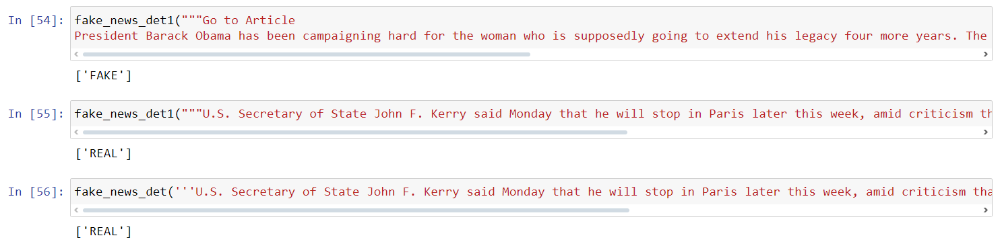 In [54]: fake_news_det1("""Go to Article
President Barack Obama has been campaigning hard for the woman who is supposedly going to extend his legacy four more years. The
['FAKE']
In [55]: fake_news_det1("""U.S. Secretary of State John F. Kerry said Monday that he will stop in Paris later this week, amid criticism th
['REAL']
In [56]: fake_news_det('''U.S. Secretary of State John F. Kerry said Monday that he will stop in Paris later this week, amid criticism tha
['REAL']